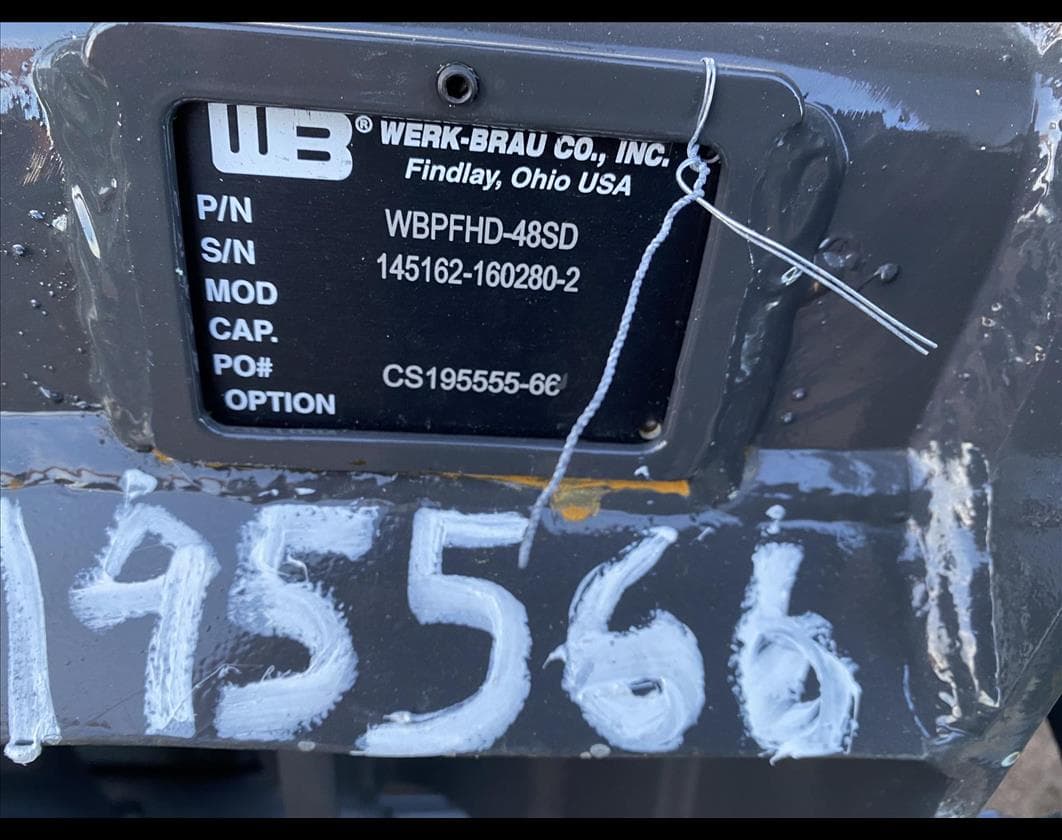 WB® WERK-BRAU CO., INC.
Findlay, Ohio USA
P/N WBPFHD-48SD
S/N 145162-160280-2
MOD
CAP.
PO# CS195555-66
OPTION
195566